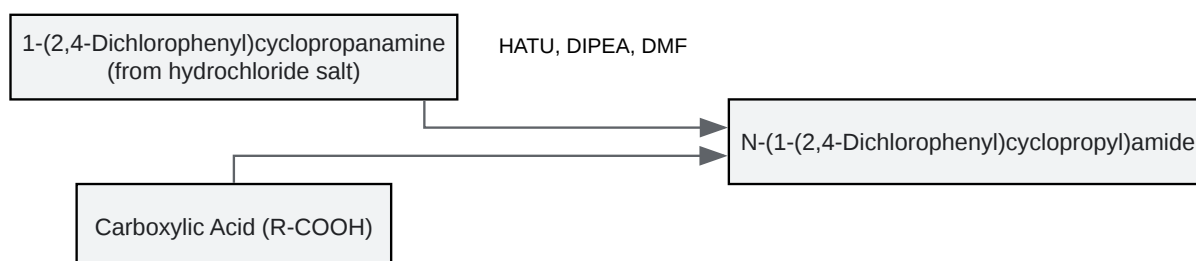 1-(2,4-Dichlorophenyl)cyclopropanamine
(from hydrochloride salt)
HATU, DIPEA, DMF
N-(1-(2,4-Dichlorophenyl)cyclopropyl)amide
Carboxylic Acid (R-COOH)